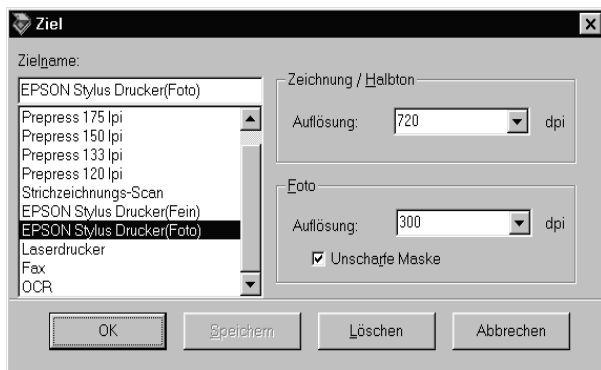 Ziel
Zielname:
EPSON Stylus Drucker(Foto)
Prepress 175 lpi
Prepress 150 lpi
Prepress 133 lpi
Prepress 120 lpi
Strichzeichnungs-Scan
EPSON Stylus Drucker(Fein)
EPSON Stylus Drucker(Foto)
Laserdrucker
Fax
OCR
Zeichnung / Halbton
Auflösung: 720 dpi
Foto
Auflösung: 300 dpi
Unscharfe Maske
OK Speichern Löschen Abbrechen